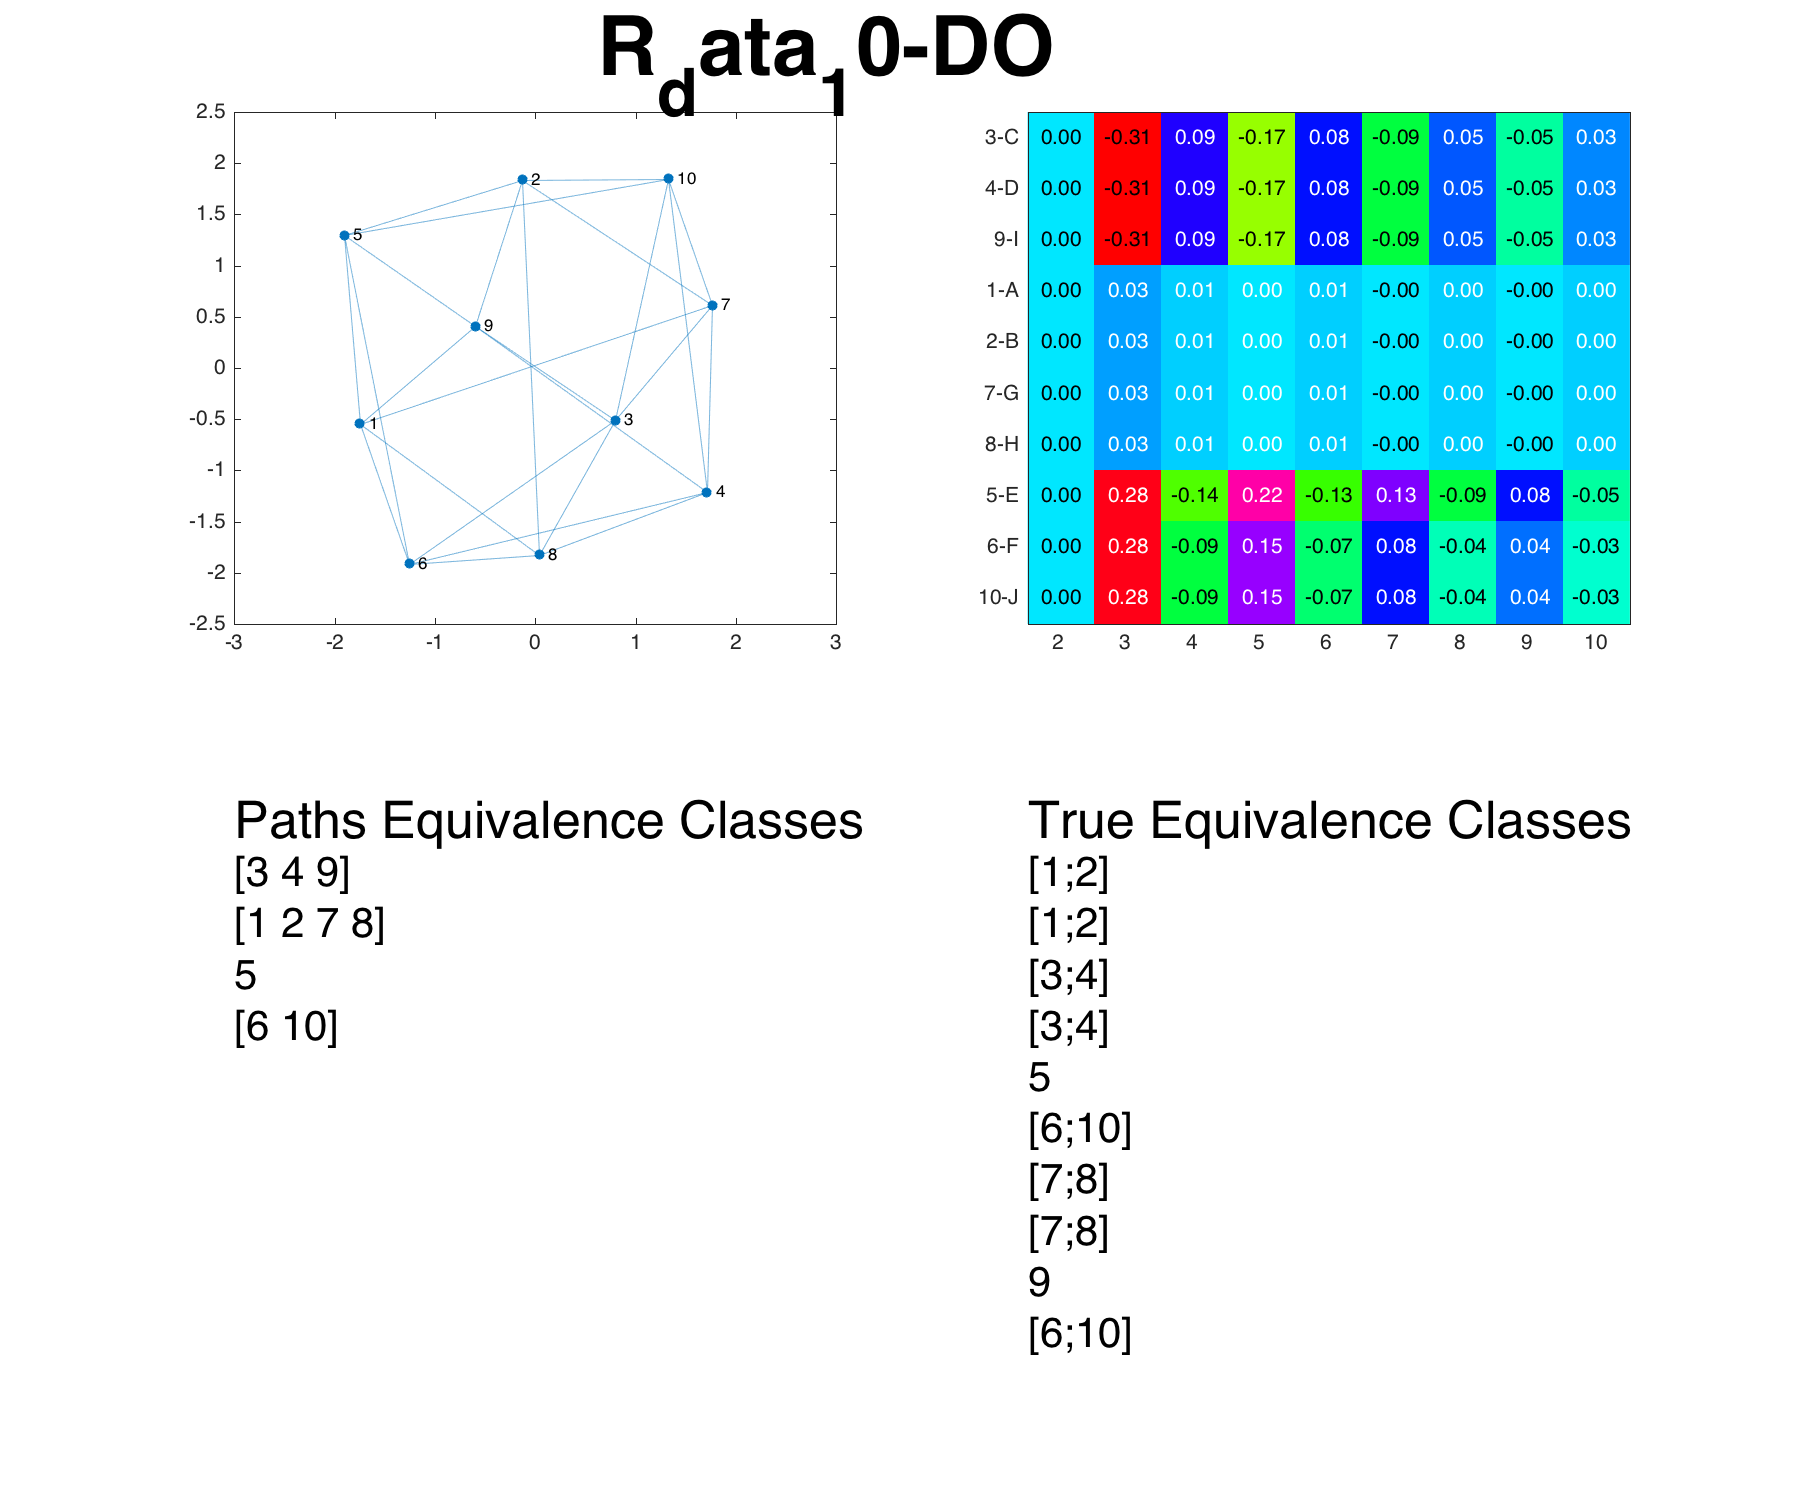 R_data_10-DO
2.5
2
1.5
1
0.5
0
-0.5
-1
-1.5
-2
-2.5
-3 -2 -1 0 1 2 3
2
10
5
7
9
1
3
4
8
6
3-C 0.00 -0.31 0.09 -0.17 0.08 -0.09 0.05 -0.05 0.03
4-D 0.00 -0.31 0.09 -0.17 0.08 -0.09 0.05 -0.05 0.03
9-I 0.00 -0.31 0.09 -0.17 0.08 -0.09 0.05 -0.05 0.03
1-A 0.00 0.03 0.01 0.00 0.01 -0.00 0.00 -0.00 0.00
2-B 0.00 0.03 0.01 0.00 0.01 -0.00 0.00 -0.00 0.00
7-G 0.00 0.03 0.01 0.00 0.01 -0.00 0.00 -0.00 0.00
8-H 0.00 0.03 0.01 0.00 0.01 -0.00 0.00 -0.00 0.00
5-E 0.00 0.28 -0.14 0.22 -0.13 0.13 -0.09 0.08 -0.05
6-F 0.00 0.28 -0.09 0.15 -0.07 0.08 -0.04 0.04 -0.03
10-J 0.00 0.28 -0.09 0.15 -0.07 0.08 -0.04 0.04 -0.03
2 3 4 5 6 7 8 9 10
Paths Equivalence Classes
[3 4 9]
[1 2 7 8]
5
[6 10]
True Equivalence Classes
[1;2]
[1;2]
[3;4]
[3;4]
5
[6;10]
[7;8]
[7;8]
9
[6;10]